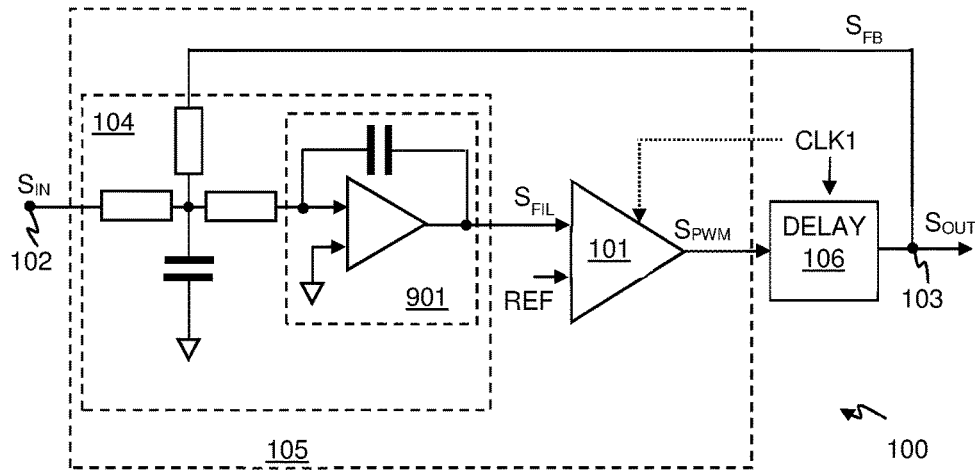 S_FB
104
CLK1
S_IN
S_FIL
DELAY
106
S_OUT
S_PWM
101
102
REF
103
901
105
100